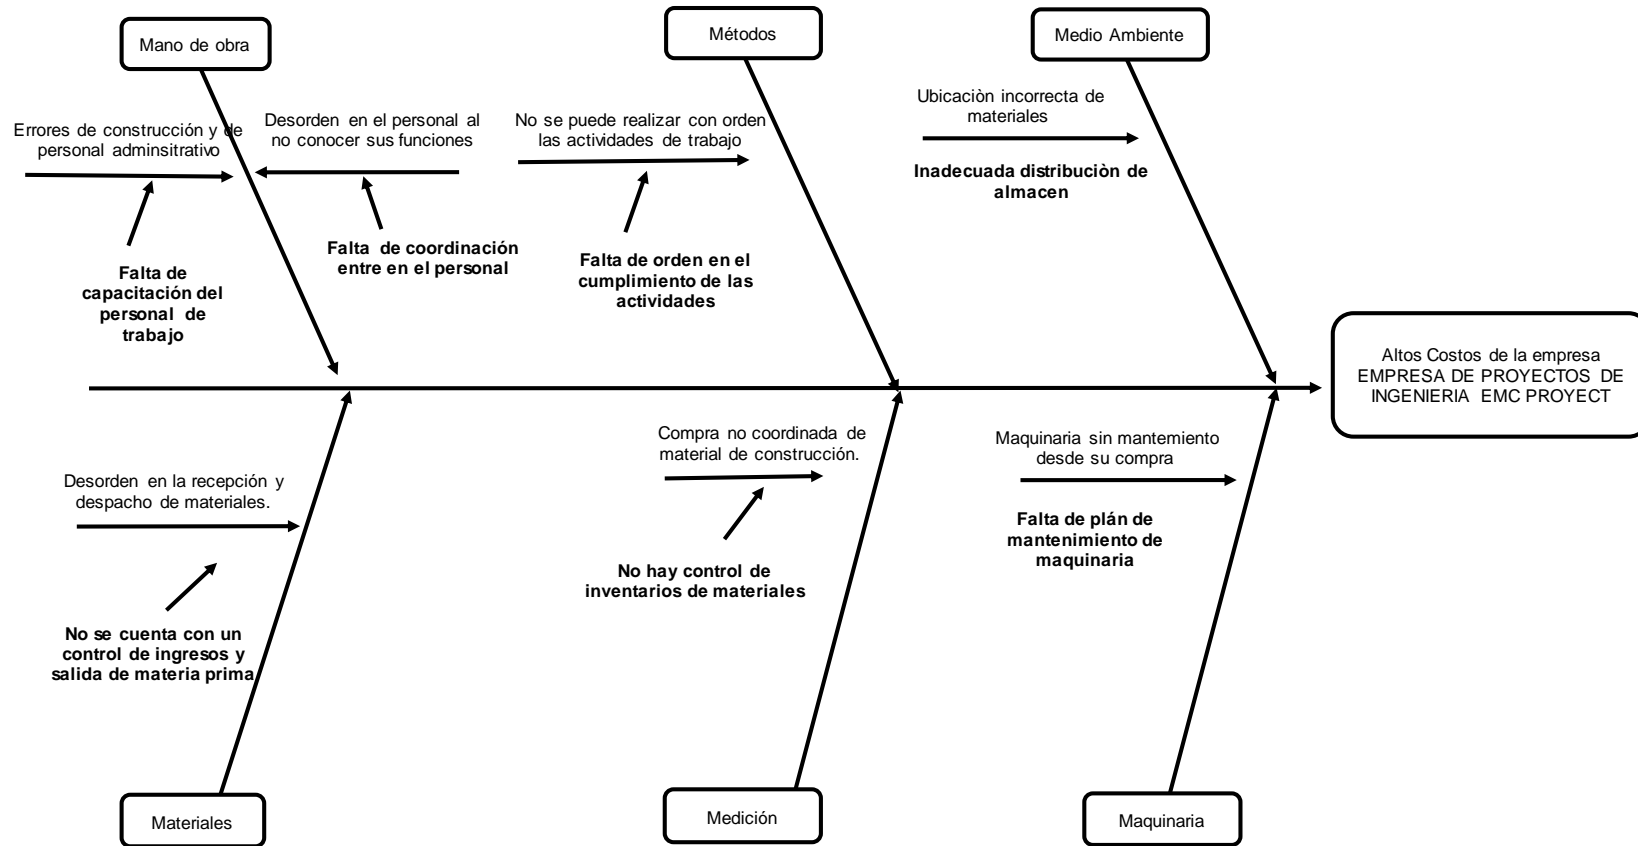 Mano de obra
Métodos
Medio Ambiente
Errores de construcción y de
personal adminsitrativo
Desorden en el personal al
no conocer sus funciones
No se puede realizar con orden
las actividades de trabajo
Ubicaciòn incorrecta de
materiales
Falta de
capacitación del
personal de
trabajo
Falta de coordinación
entre en el personal
Falta de orden en el
cumplimiento de las
actividades
Inadecuada distribuciòn de
almacen
Altos Costos de la empresa
EMPRESA DE PROYECTOS DE
INGENIERIA EMC PROYECT
Desorden en la recepción y
despacho de materiales.
Compra no coordinada de
material de construcción.
Maquinaria sin mantemiento
desde su compra
No se cuenta con un
control de ingresos y
salida de materia prima
No hay control de
inventarios de materiales
Falta de plán de
mantenimiento de
maquinaria
Materiales
Medición
Maquinaria